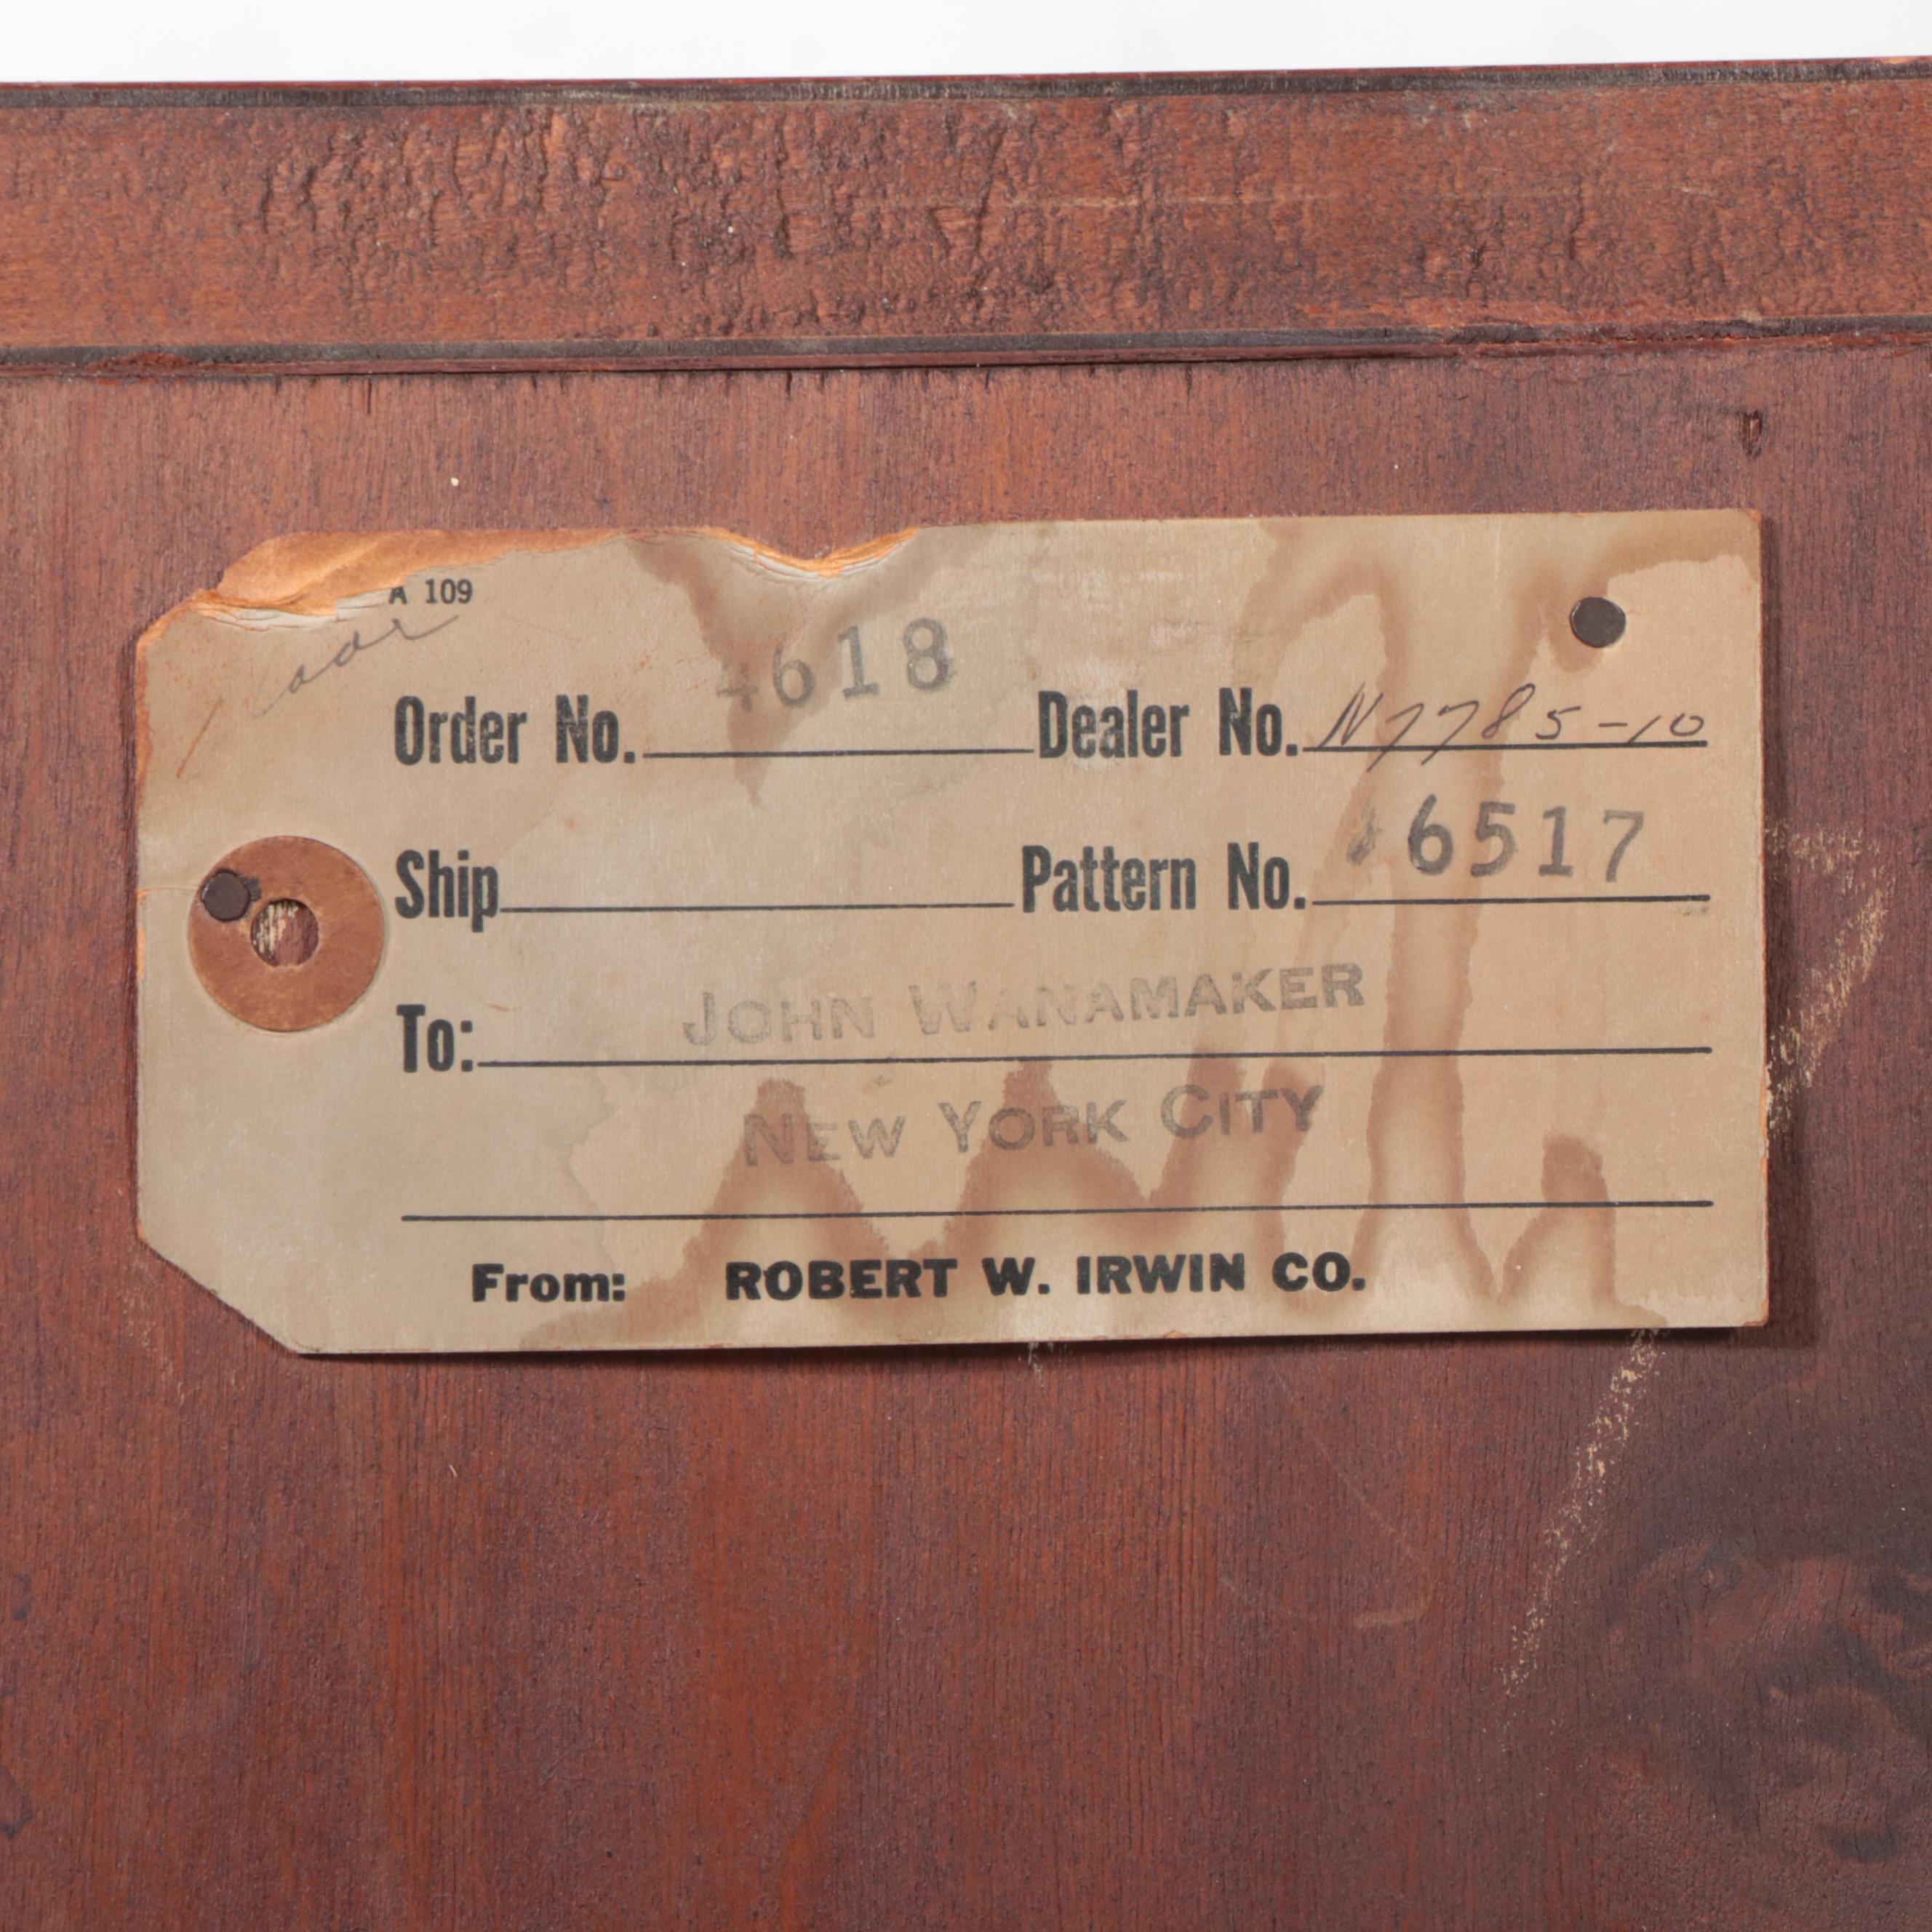 A 109
Order No. 4618 Dealer No. N7785-10
Ship Pattern No. 6517
To: JOHN WANAMAKER
NEW YORK CITY
From: ROBERT W. IRWIN CO.